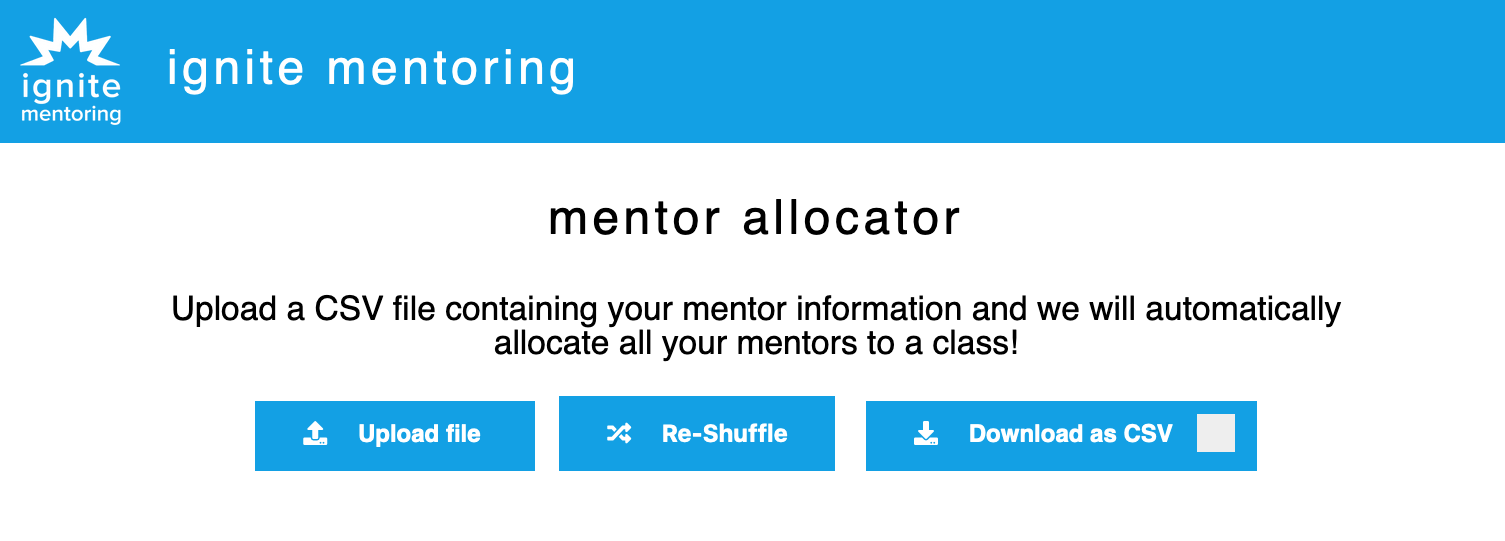 ignite
mentoring
ignite mentoring
mentor allocator
Upload a CSV file containing your mentor information and we will automatically
allocate all your mentors to a class!
Upload file
Re-Shuffle
Download as CSV